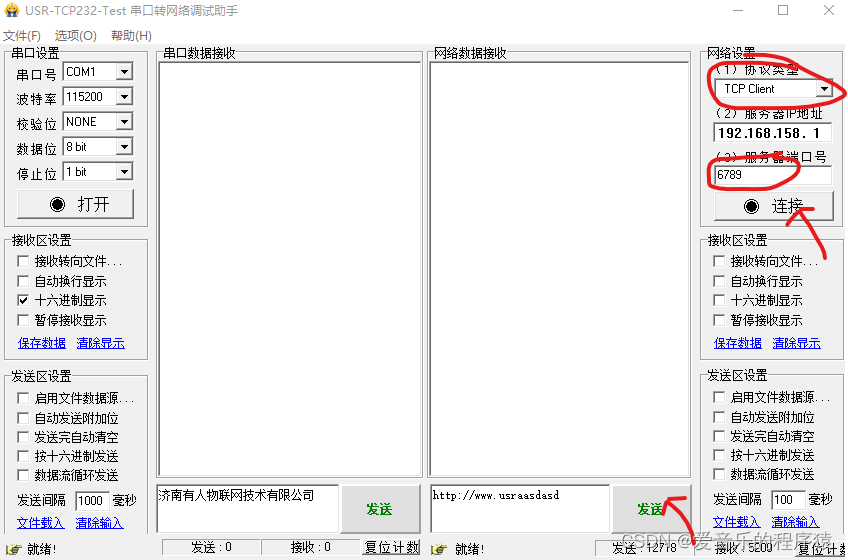 USR-TCP232-Test 串口转网络调试助手
文件(F) 选项(O) 帮助(H)
串口设置
串口号 COM1
波特率 115200
校验位 NONE
数据位 8 bit
停止位 1 bit
打开
接收区设置
接收转向文件...
自动换行显示
十六进制显示
暂停接收显示
保存数据 清除显示
发送区设置
启用文件数据源...
自动发送附加位
发送完自动清空
按十六进制发送
数据流循环发送
发送间隔 1000 毫秒
文件载入 清除输入
就绪!
串口数据接收
济南有人物联网技术有限公司
发送
发送 : 0 接收 : 0 复位计数
网络数据接收
http://www.usraasdasd
发送
就绪!
发送 : 12718 接收 : 5200 复位计数
网络设置
(1) 协议类型
TCP Client
(2) 服务器IP地址
192.168.158. 1
(3) 服务器端口号
6789
连接
接收区设置
接收转向文件...
自动换行显示
十六进制显示
暂停接收显示
保存数据 清除显示
发送区设置
启用文件数据源...
自动发送附加位
发送完自动清空
按十六进制发送
数据流循环发送
发送间隔 100 毫秒
文件载入 清除输入
CSDN @爱音乐的程序猿